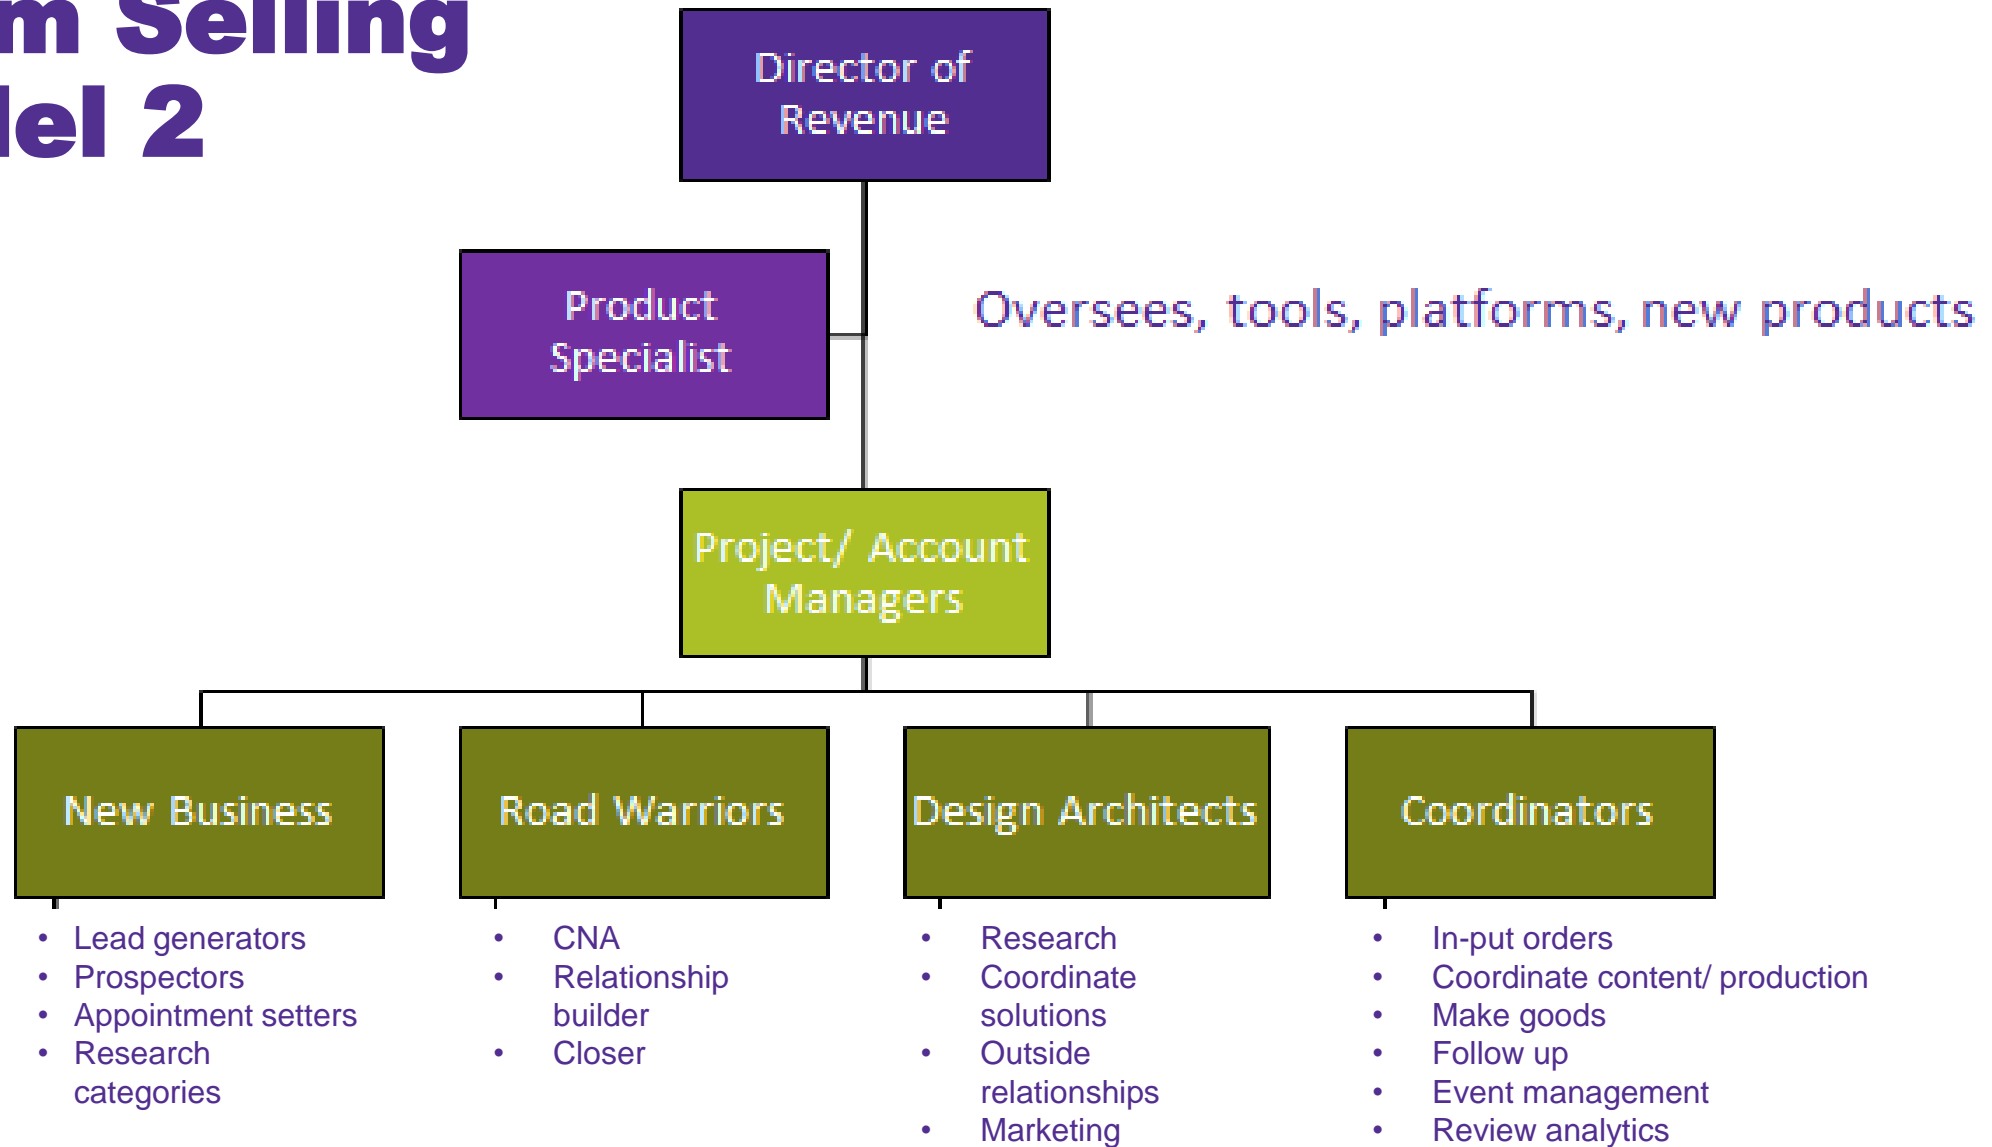 m Selling
del 2
Director of
Revenue
Product
Specialist
Oversees, tools, platforms, new products
Project/ Account
Managers
New Business
Road Warriors
Design Architects
Coordinators
• Lead generators
• Prospectors
• Appointment setters
• Research
categories
• CNA
• Relationship
builder
• Closer
• Research
• Coordinate
solutions
• Outside
relationships
• Marketing
• In-put orders
• Coordinate content/ production
• Make goods
• Follow up
• Event management
• Review analytics